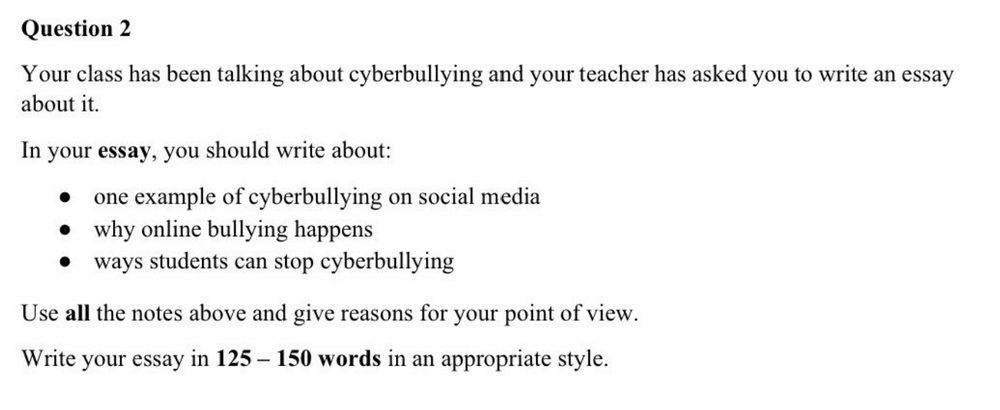 Question 2
Your class has been talking about cyberbullying and your teacher has asked you to write an essay
about it.
In your essay, you should write about:
● one example of cyberbullying on social media
● why online bullying happens
● ways students can stop cyberbullying
Use all the notes above and give reasons for your point of view.
Write your essay in 125 – 150 words in an appropriate style.